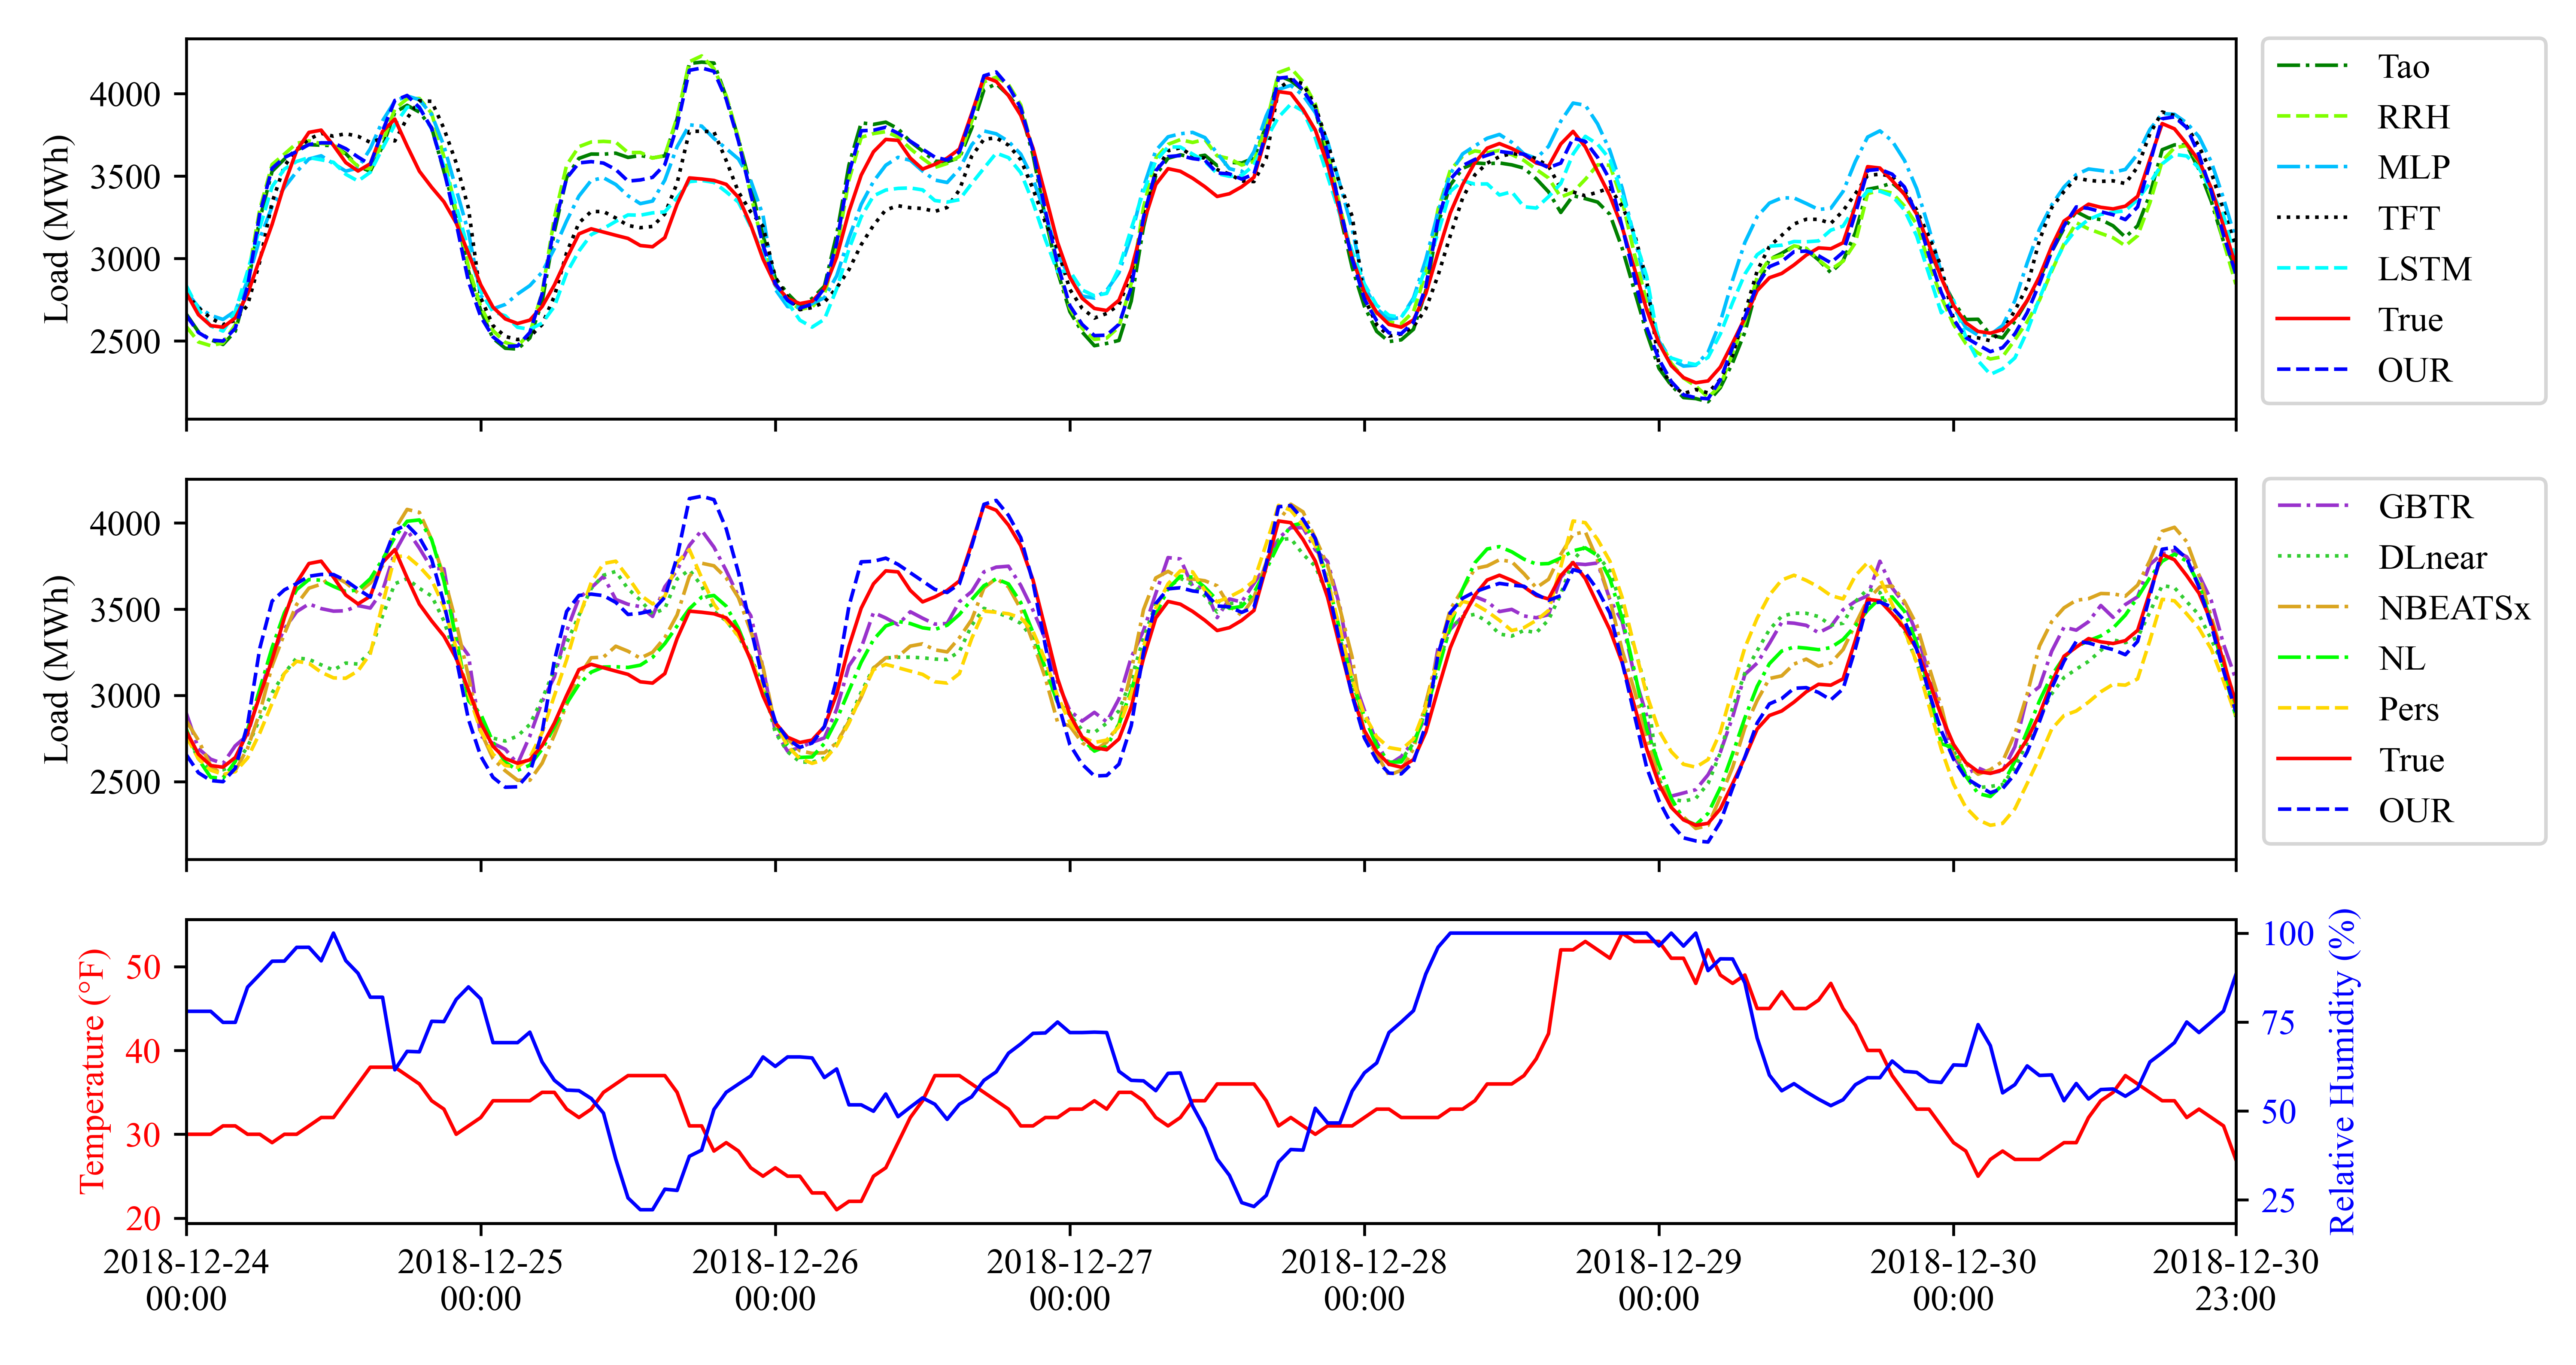 Load (MWh)
4000
3500
3000
2500
Tao
RRH
MLP
TFT
LSTM
True
OUR
Load (MWh)
4000
3500
3000
2500
GBTR
DLnear
NBEATSx
NL
Pers
True
OUR
Temperature (°F)
50
40
30
20
100
75
50
25
Relative Humidity (%)
2018-12-24 2018-12-25 2018-12-26 2018-12-27 2018-12-28 2018-12-29 2018-12-30 2018-12-30
00:00 00:00 00:00 00:00 00:00 00:00 00:00 23:00